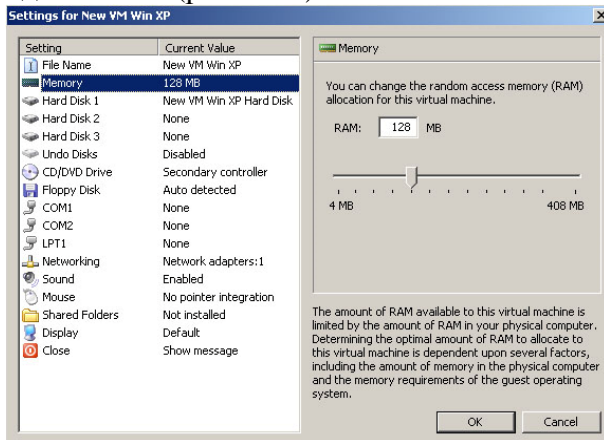 Settings for New VM Win XP
Setting Current Value
File Name New VM Win XP
Memory 128 MB
Hard Disk 1 New VM Win XP Hard Disk
Hard Disk 2 None
Hard Disk 3 None
Undo Disks Disabled
CD/DVD Drive Secondary controller
Floppy Disk Auto detected
COM1 None
COM2 None
LPT1 None
Networking Network adapters:1
Sound Enabled
Mouse No pointer integration
Shared Folders Not installed
Display Default
Close Show message
Memory
You can change the random access memory (RAM)
allocation for this virtual machine.
RAM: 128 MB
4 MB 408 MB
The amount of RAM available to this virtual machine is
limited by the amount of RAM in your physical computer.
Determining the optimal amount of RAM to allocate to
this virtual machine is dependent upon several factors,
including the amount of memory in the physical computer
and the memory requirements of the guest operating
system.
OK Cancel